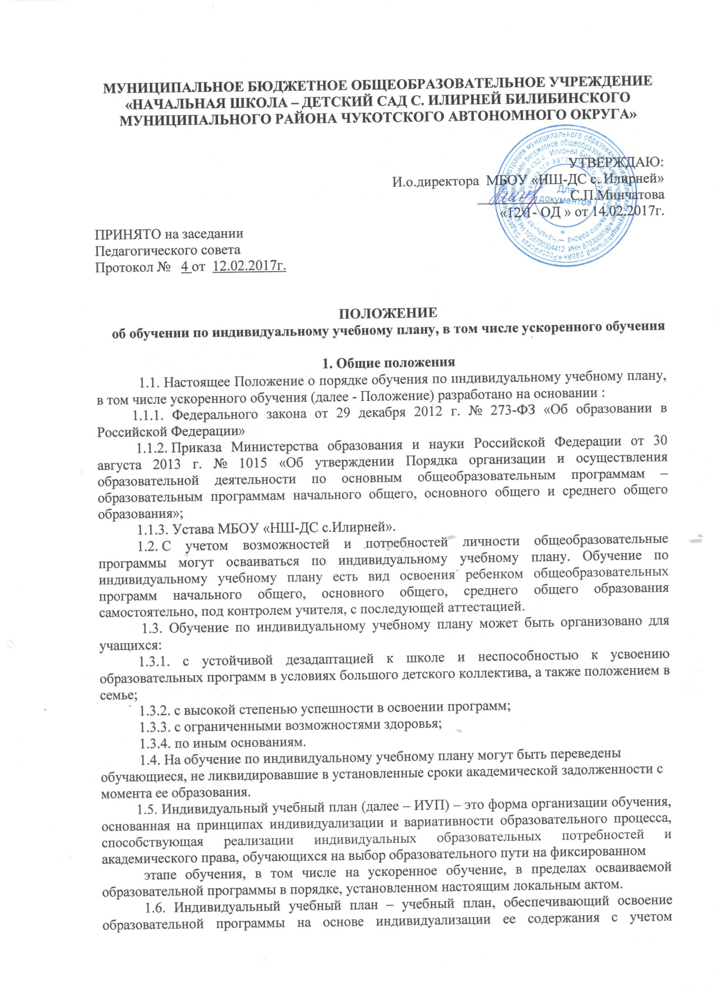 МУНИЦИПАЛЬНОЕ БЮДЖЕТНОЕ ОБЩЕОБРАЗОВАТЕЛЬНОЕ УЧРЕЖДЕНИЕ
«НАЧАЛЬНАЯ ШКОЛА – ДЕТСКИЙ САД С. ИЛИРНЕЙ БИЛИБИНСКОГО
МУНИЦИПАЛЬНОГО РАЙОНА ЧУКОТСКОГО АВТОНОМНОГО ОКРУГА»
УТВЕРЖДАЮ:
И.о.директора МБОУ «НШ-ДС с. Илирней»
С.П.Минчатова
«12/1- ОД » от 14.02.2017г.
Для
документов
ОГРН 1058700304410 ИНН 8703009700
ПРИНЯТО на заседании
Педагогического совета
Протокол № 4 от 12.02.2017г.
ПОЛОЖЕНИЕ
об обучении по индивидуальному учебному плану, в том числе ускоренного обучения
1. Общие положения
1.1. Настоящее Положение о порядке обучения по индивидуальному учебному плану,
в том числе ускоренного обучения (далее - Положение) разработано на основании :
1.1.1. Федерального закона от 29 декабря 2012 г. № 273-ФЗ «Об образовании в
Российской Федерации»
1.1.2. Приказа Министерства образования и науки Российской Федерации от 30
августа 2013 г. № 1015 «Об утверждении Порядка организации и осуществления
образовательной деятельности по основным общеобразовательным программам –
образовательным программам начального общего, основного общего и среднего общего
образования»;
1.1.3. Устава МБОУ «НШ-ДС с.Илирней».
1.2. С учетом возможностей и потребностей личности общеобразовательные
программы могут осваиваться по индивидуальному учебному плану. Обучение по
индивидуальному учебному плану есть вид освоения ребенком общеобразовательных
программ начального общего, основного общего, среднего общего образования
самостоятельно, под контролем учителя, с последующей аттестацией.
1.3. Обучение по индивидуальному учебному плану может быть организовано для
учащихся:
1.3.1. с устойчивой дезадаптацией к школе и неспособностью к усвоению
образовательных программ в условиях большого детского коллектива, а также положением в
семье;
1.3.2. с высокой степенью успешности в освоении программ;
1.3.3. с ограниченными возможностями здоровья;
1.3.4. по иным основаниям.
1.4. На обучение по индивидуальному учебному плану могут быть переведены
обучающиеся, не ликвидировавшие в установленные сроки академической задолженности с
момента ее образования.
1.5. Индивидуальный учебный план (далее – ИУП) – это форма организации обучения,
основанная на принципах индивидуализации и вариативности образовательного процесса,
способствующая реализации индивидуальных образовательных потребностей и
академического права, обучающихся на выбор образовательного пути на фиксированном
этапе обучения, в том числе на ускоренное обучение, в пределах осваиваемой
образовательной программы в порядке, установленном настоящим локальным актом.
1.6. Индивидуальный учебный план – учебный план, обеспечивающий освоение
образовательной программы на основе индивидуализации ее содержания с учетом